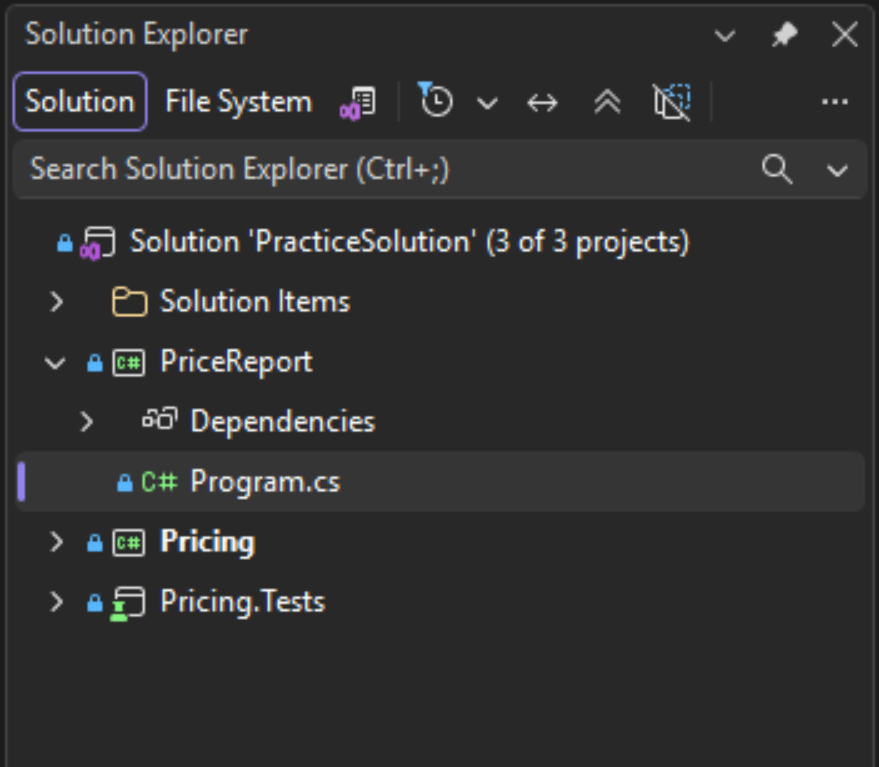 Solution Explorer
Solution File System
Search Solution Explorer (Ctrl+;)
Solution 'PracticeSolution' (3 of 3 projects)
Solution Items
C# PriceReport
Dependencies
C# Program.cs
C# Pricing
Pricing.Tests